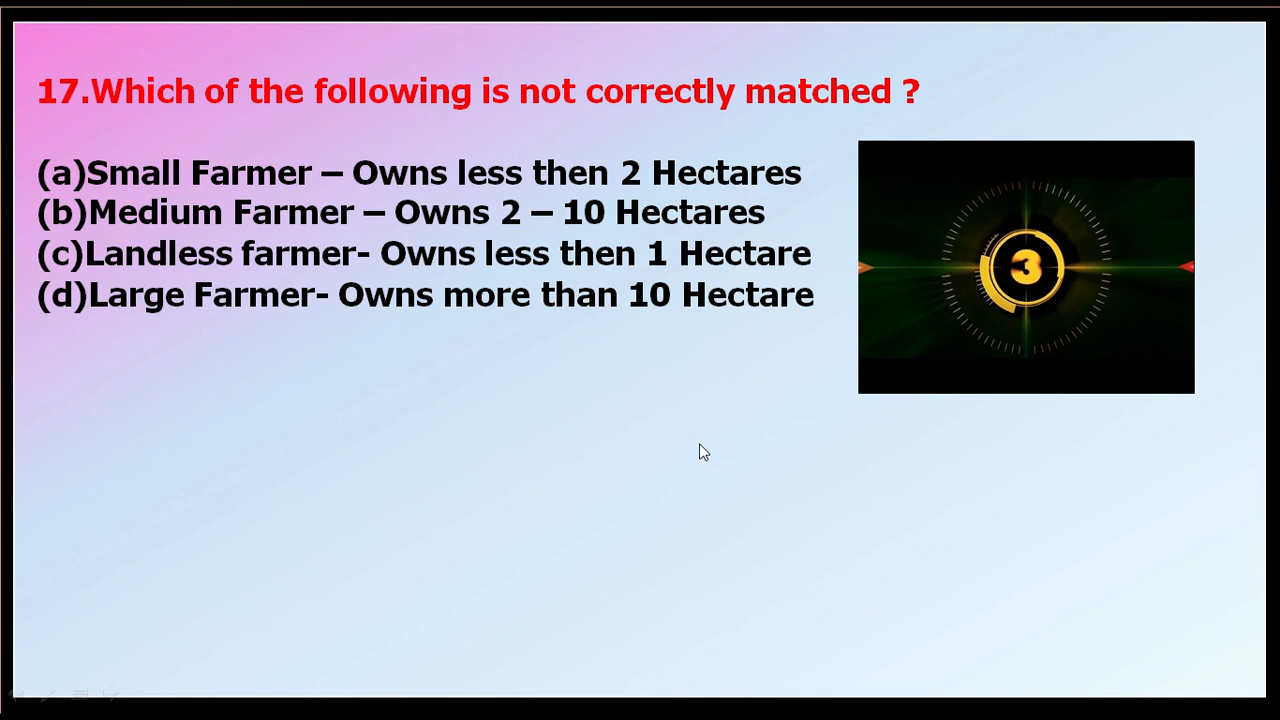 17.Which of the following is not correctly matched ?
(a)Small Farmer – Owns less then 2 Hectares
(b)Medium Farmer – Owns 2 – 10 Hectares
(c)Landless farmer- Owns less then 1 Hectare
(d)Large Farmer- Owns more than 10 Hectare
3